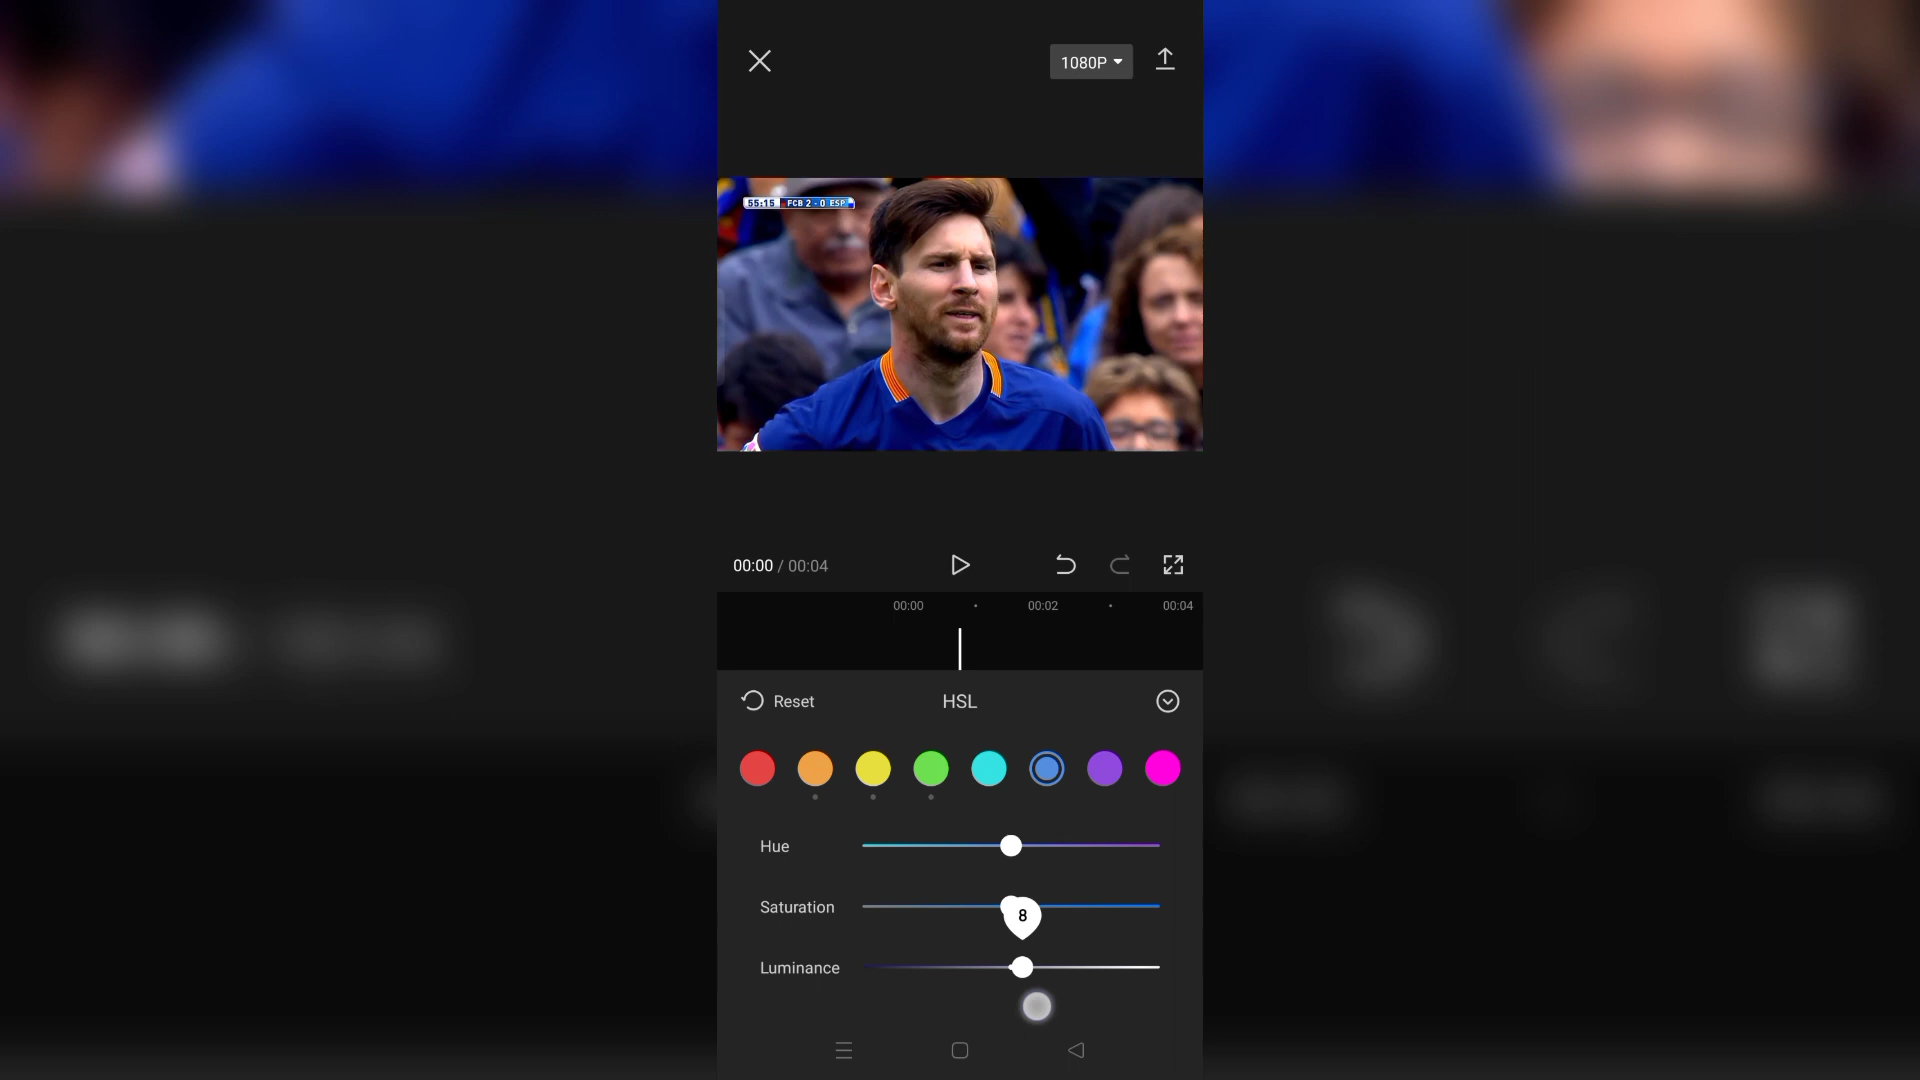 1080P
55:15 FCB 2 - 0 ESP
00:00 / 00:04
00:00 00:02 00:04
Reset HSL
Hue
Saturation
8
Luminance